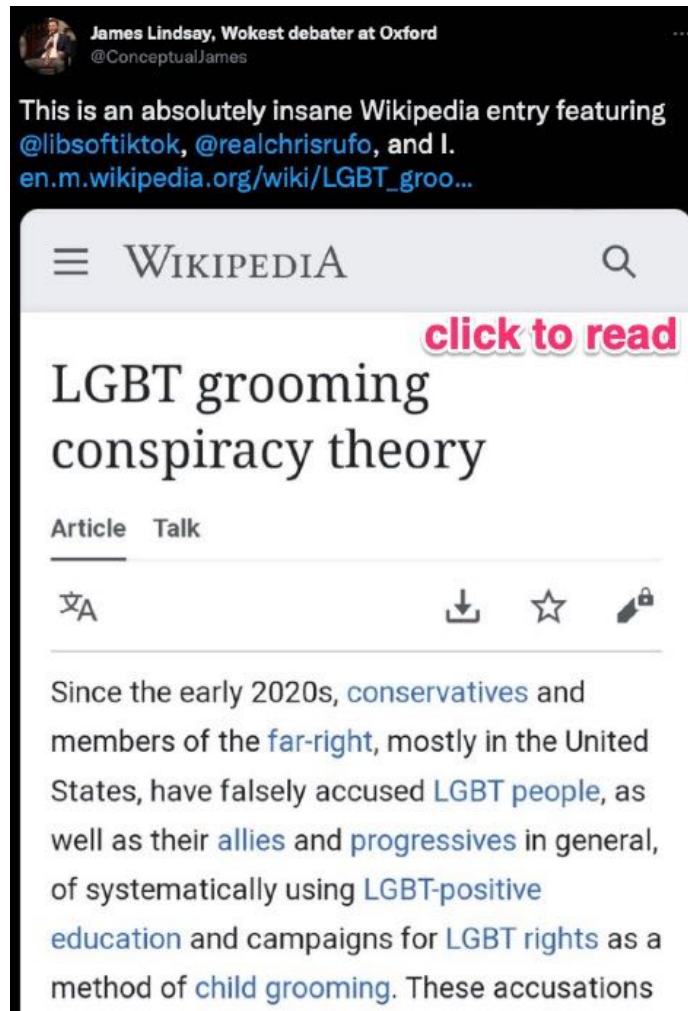 James Lindsay, Wokest debater at Oxford
@ConceptualJames
This is an absolutely insane Wikipedia entry featuring
@libsoftiktok, @realchrisrufo, and I.
en.m.wikipedia.org/wiki/LGBT_groo...
WIKIPEDIA
click to read
LGBT grooming
conspiracy theory
Article Talk
Since the early 2020s, conservatives and
members of the far-right, mostly in the United
States, have falsely accused LGBT people, as
well as their allies and progressives in general,
of systematically using LGBT-positive
education and campaigns for LGBT rights as a
method of child grooming. These accusations